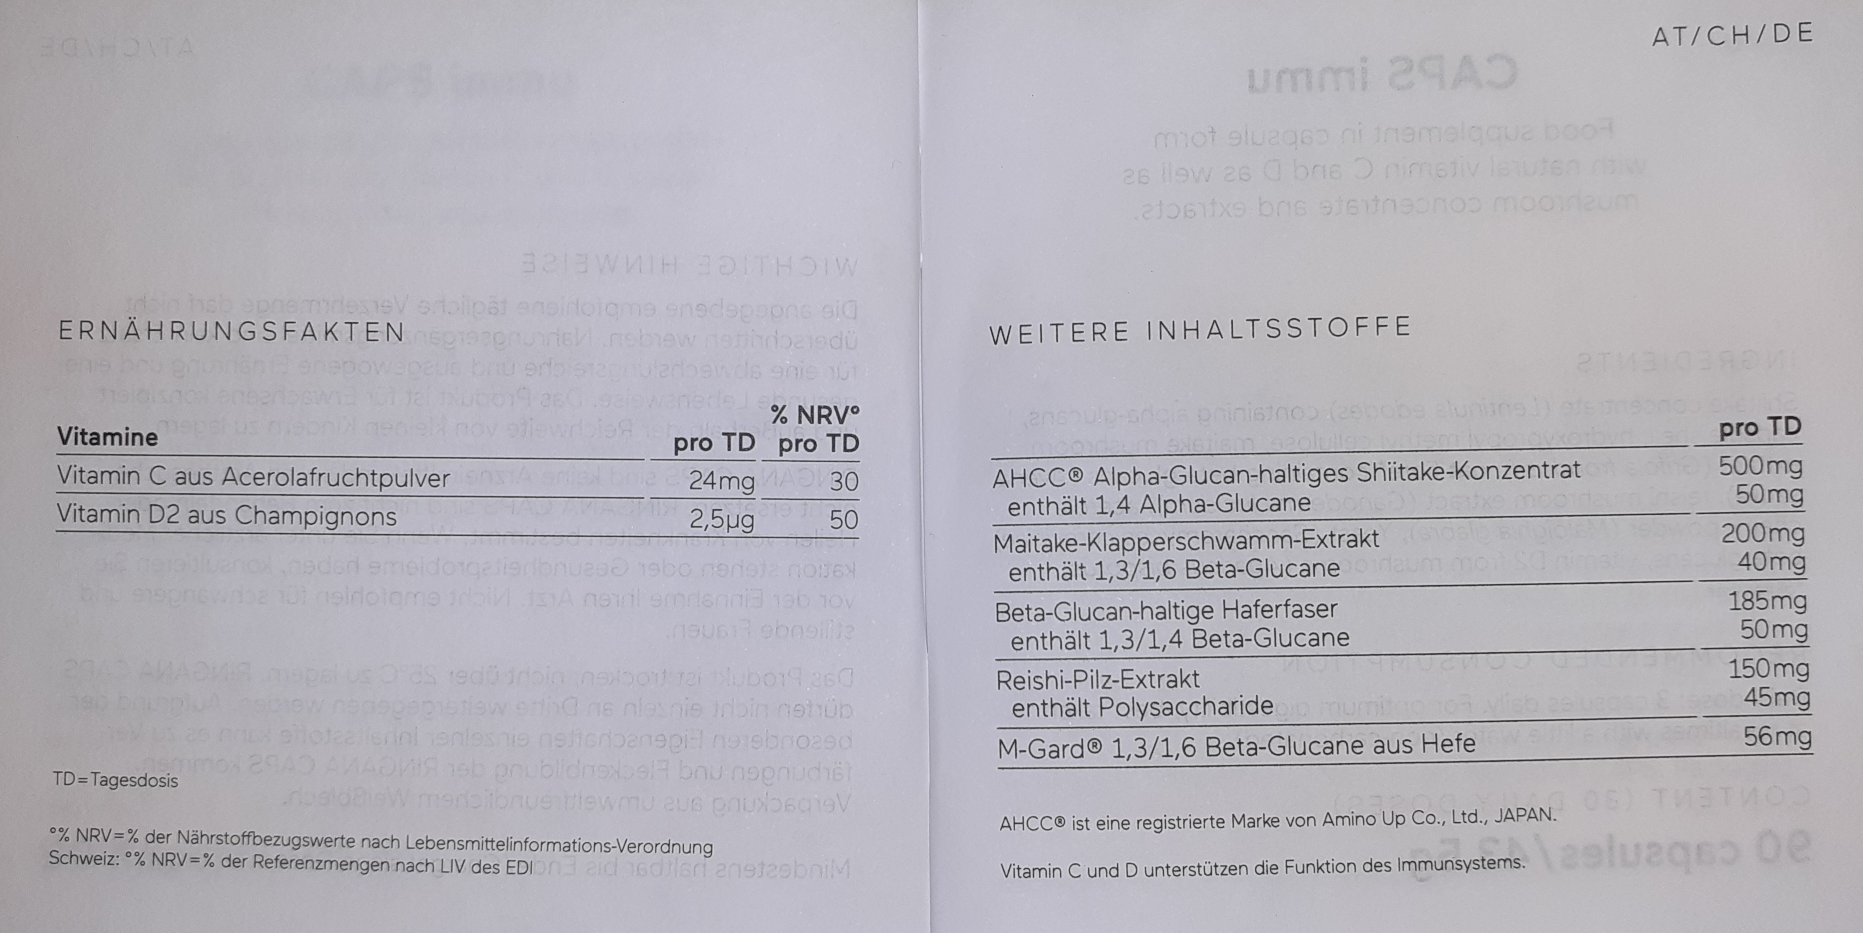 ERNÄHRUNGSFAKTEN
% NRV°
Vitamine pro TD pro TD
Vitamin C aus Acerolafruchtpulver 24mg 30
Vitamin D2 aus Champignons 2,5µg 50
TD=Tagesdosis
°% NRV=% der Nährstoffbezugswerte nach Lebensmittelinformations-Verordnung
Schweiz: °% NRV=% der Referenzmengen nach LIV des EDI
AT/CH/DE
WEITERE INHALTSSTOFFE
pro TD
AHCC® Alpha-Glucan-haltiges Shiitake-Konzentrat 500mg
enthält 1,4 Alpha-Glucane 50mg
Maitake-Klapperschwamm-Extrakt 200mg
enthält 1,3/1,6 Beta-Glucane 40mg
Beta-Glucan-haltige Haferfaser 185mg
enthält 1,3/1,4 Beta-Glucane 50mg
Reishi-Pilz-Extrakt 150mg
enthält Polysaccharide 45mg
M-Gard® 1,3/1,6 Beta-Glucane aus Hefe 56mg
AHCC® ist eine registrierte Marke von Amino Up Co., Ltd., JAPAN.
Vitamin C und D unterstützen die Funktion des Immunsystems.